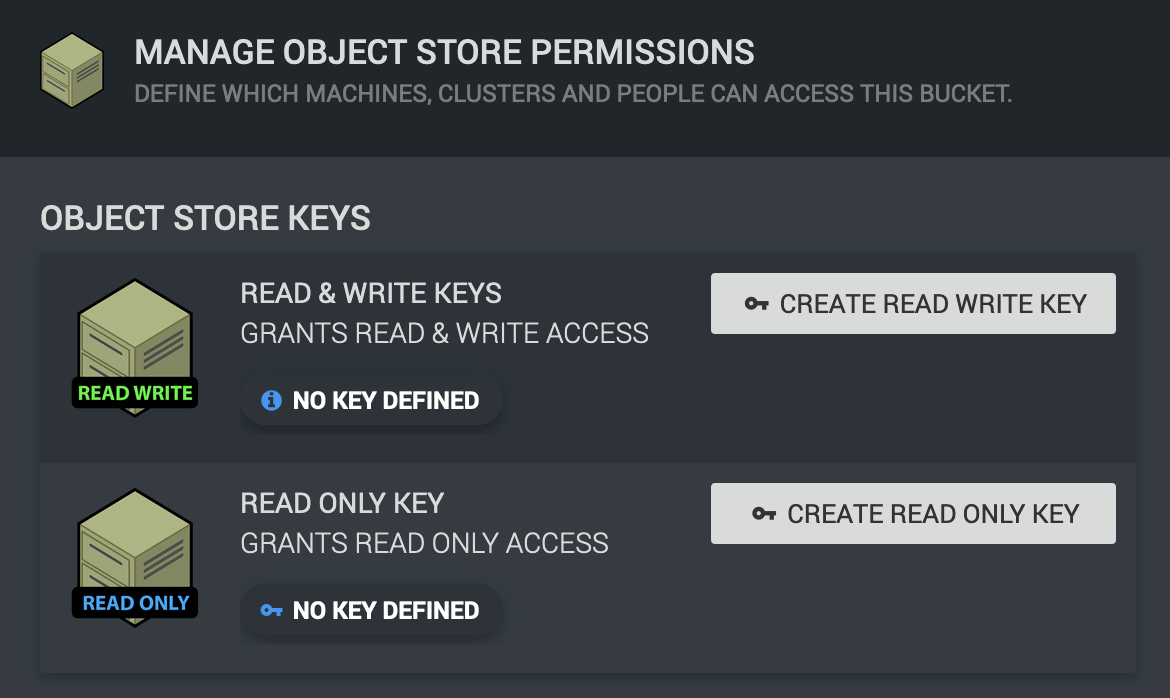 MANAGE OBJECT STORE PERMISSIONS
DEFINE WHICH MACHINES, CLUSTERS AND PEOPLE CAN ACCESS THIS BUCKET.
OBJECT STORE KEYS
READ & WRITE KEYS
GRANTS READ & WRITE ACCESS
CREATE READ WRITE KEY
READ WRITE
NO KEY DEFINED
READ ONLY KEY
GRANTS READ ONLY ACCESS
CREATE READ ONLY KEY
READ ONLY
NO KEY DEFINED